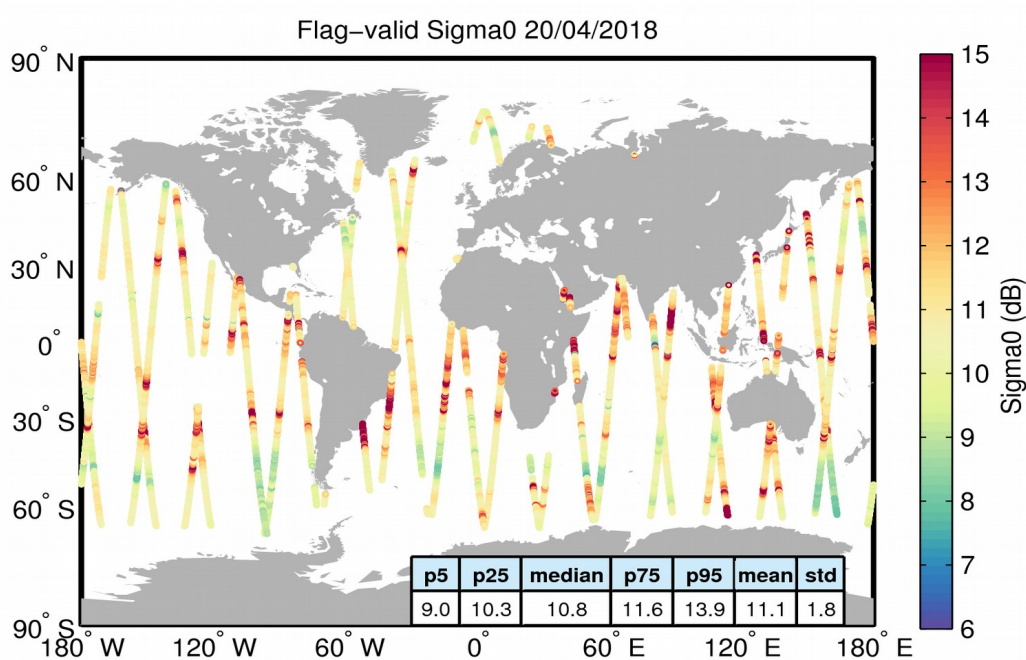 Flag−valid Sigma0 20/04/2018
90° N
60° N
30° N
0°
30° S
60° S
90° S
180° W
120° W
60° W
0°
60° E
120° E
180° E
15
14
13
12
11
10
9
8
7
6
Sigma0 (dB)
p5 p25 median p75 p95 mean std
9.0 10.3 10.8 11.6 13.9 11.1 1.8